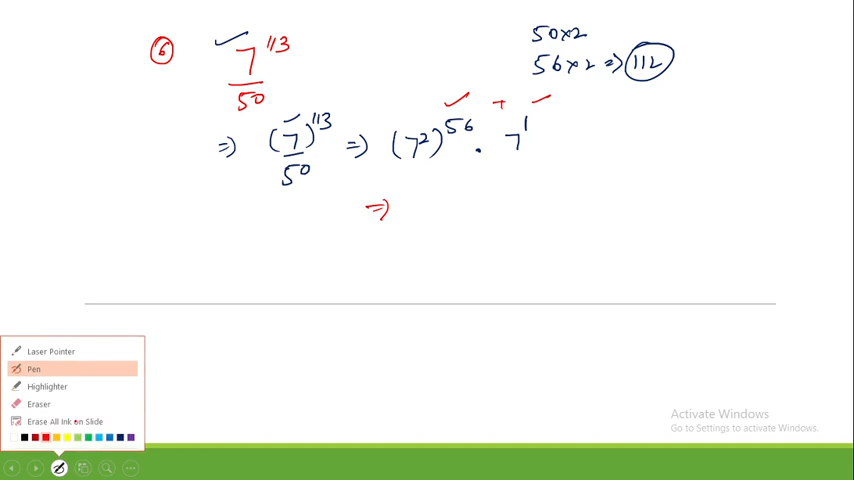 ⑥ 7^113 / 50
50×2
56×2 ⇒ 112
⇒ (7)^113 / 50 ⇒ (7^2)^56 . 7^1
+
⇒
Laser Pointer
Pen
Highlighter
Eraser
Erase All Ink on Slide
Activate Windows
Go to Settings to activate Windows.